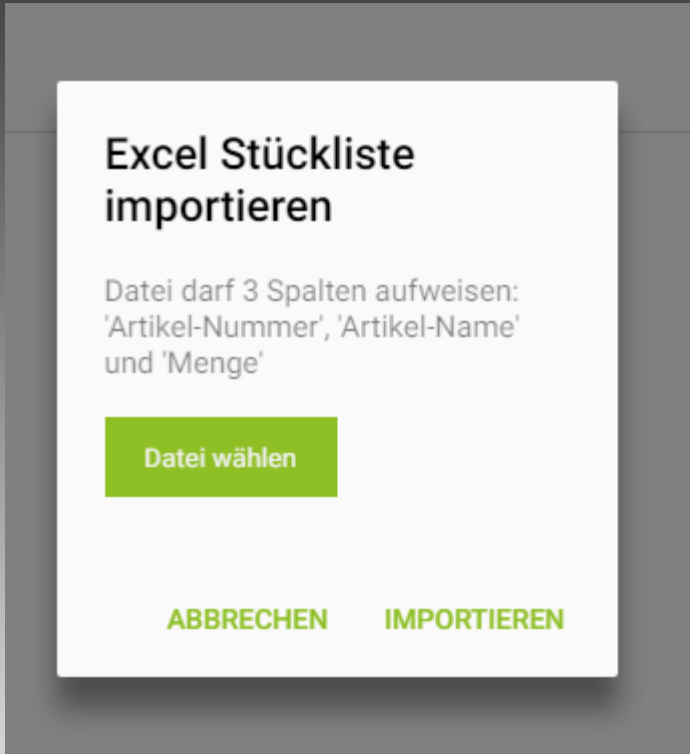 Excel Stückliste
importieren
Datei darf 3 Spalten aufweisen:
'Artikel-Nummer', 'Artikel-Name'
und 'Menge'
Datei wählen
ABBRECHEN IMPORTIEREN